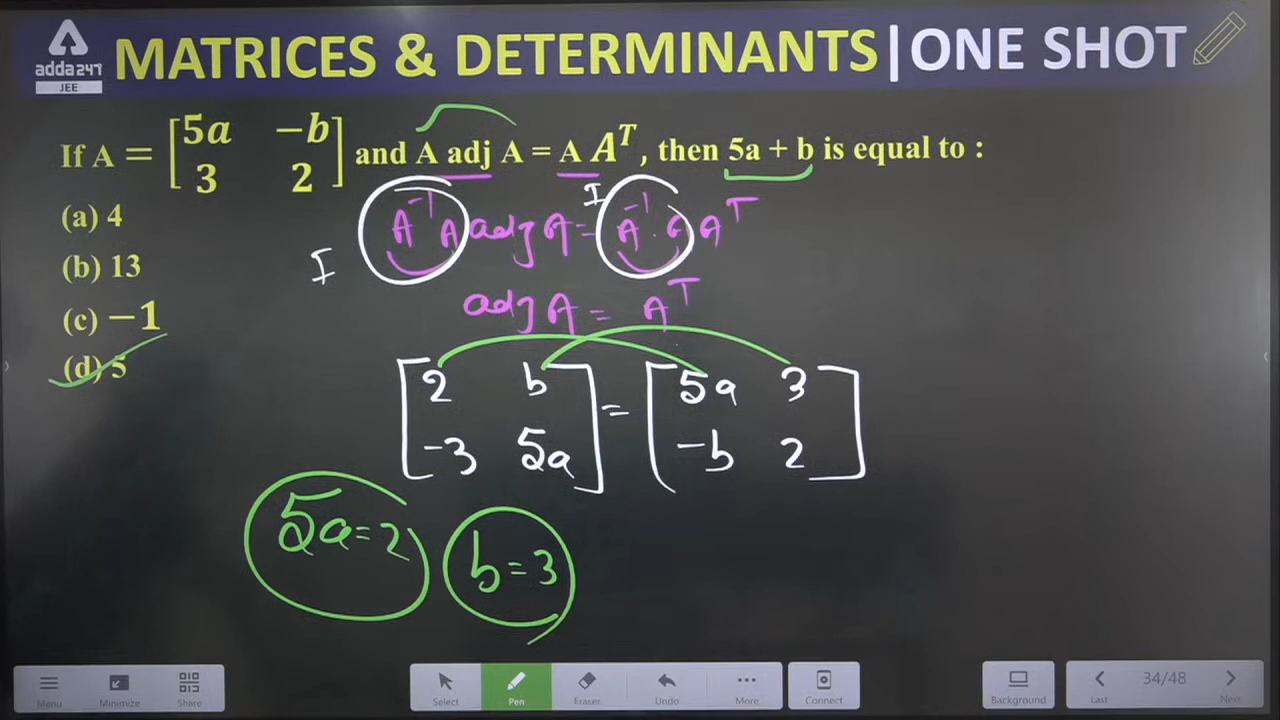 adda247
JEE
MATRICES & DETERMINANTS | ONE SHOT
If A = [5a −b] and A adj A = A A^T, then 5a + b is equal to :
[3 2]
(a) 4
(b) 13
(c) −1
(d) 5
I A⁻¹ A adj A = I A⁻¹ · A A^T
adj A = A^T
[2 b] = [5a 3]
[-3 5a] [-b 2]
5a = 2 b = 3
Menu Minimize Share Select Pen Eraser Undo More Connect Background Last 34/48 Next